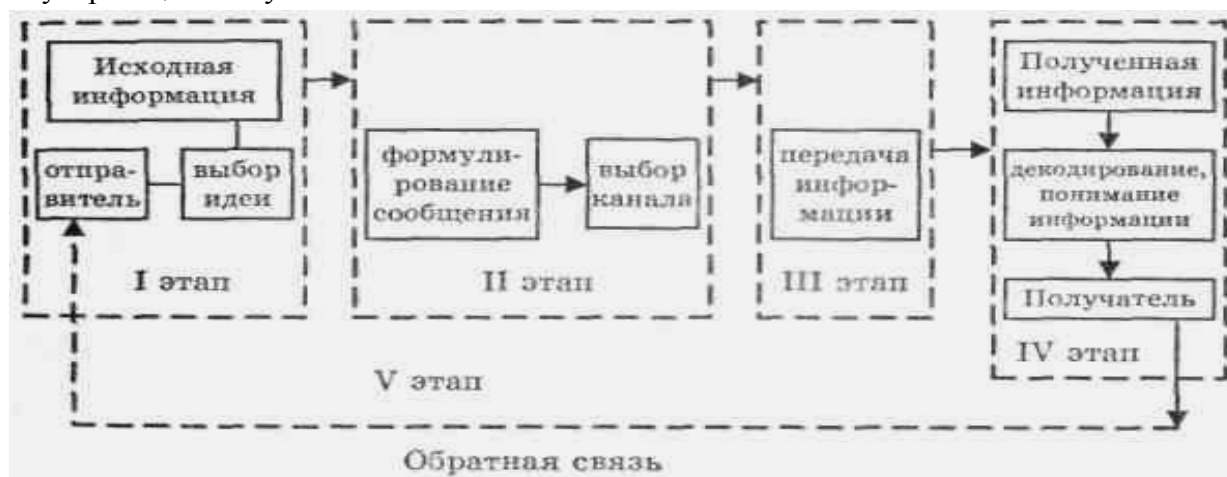 Исходная
информация
отпра-
витель
выбор
идеи
I этап
формули-
рование
сообщения
выбор
канала
II этап
передача
инфор-
мации
III этап
Полученная
информация
декодирование,
понимание
информации
Получатель
IV этап
V этап
Обратная связь